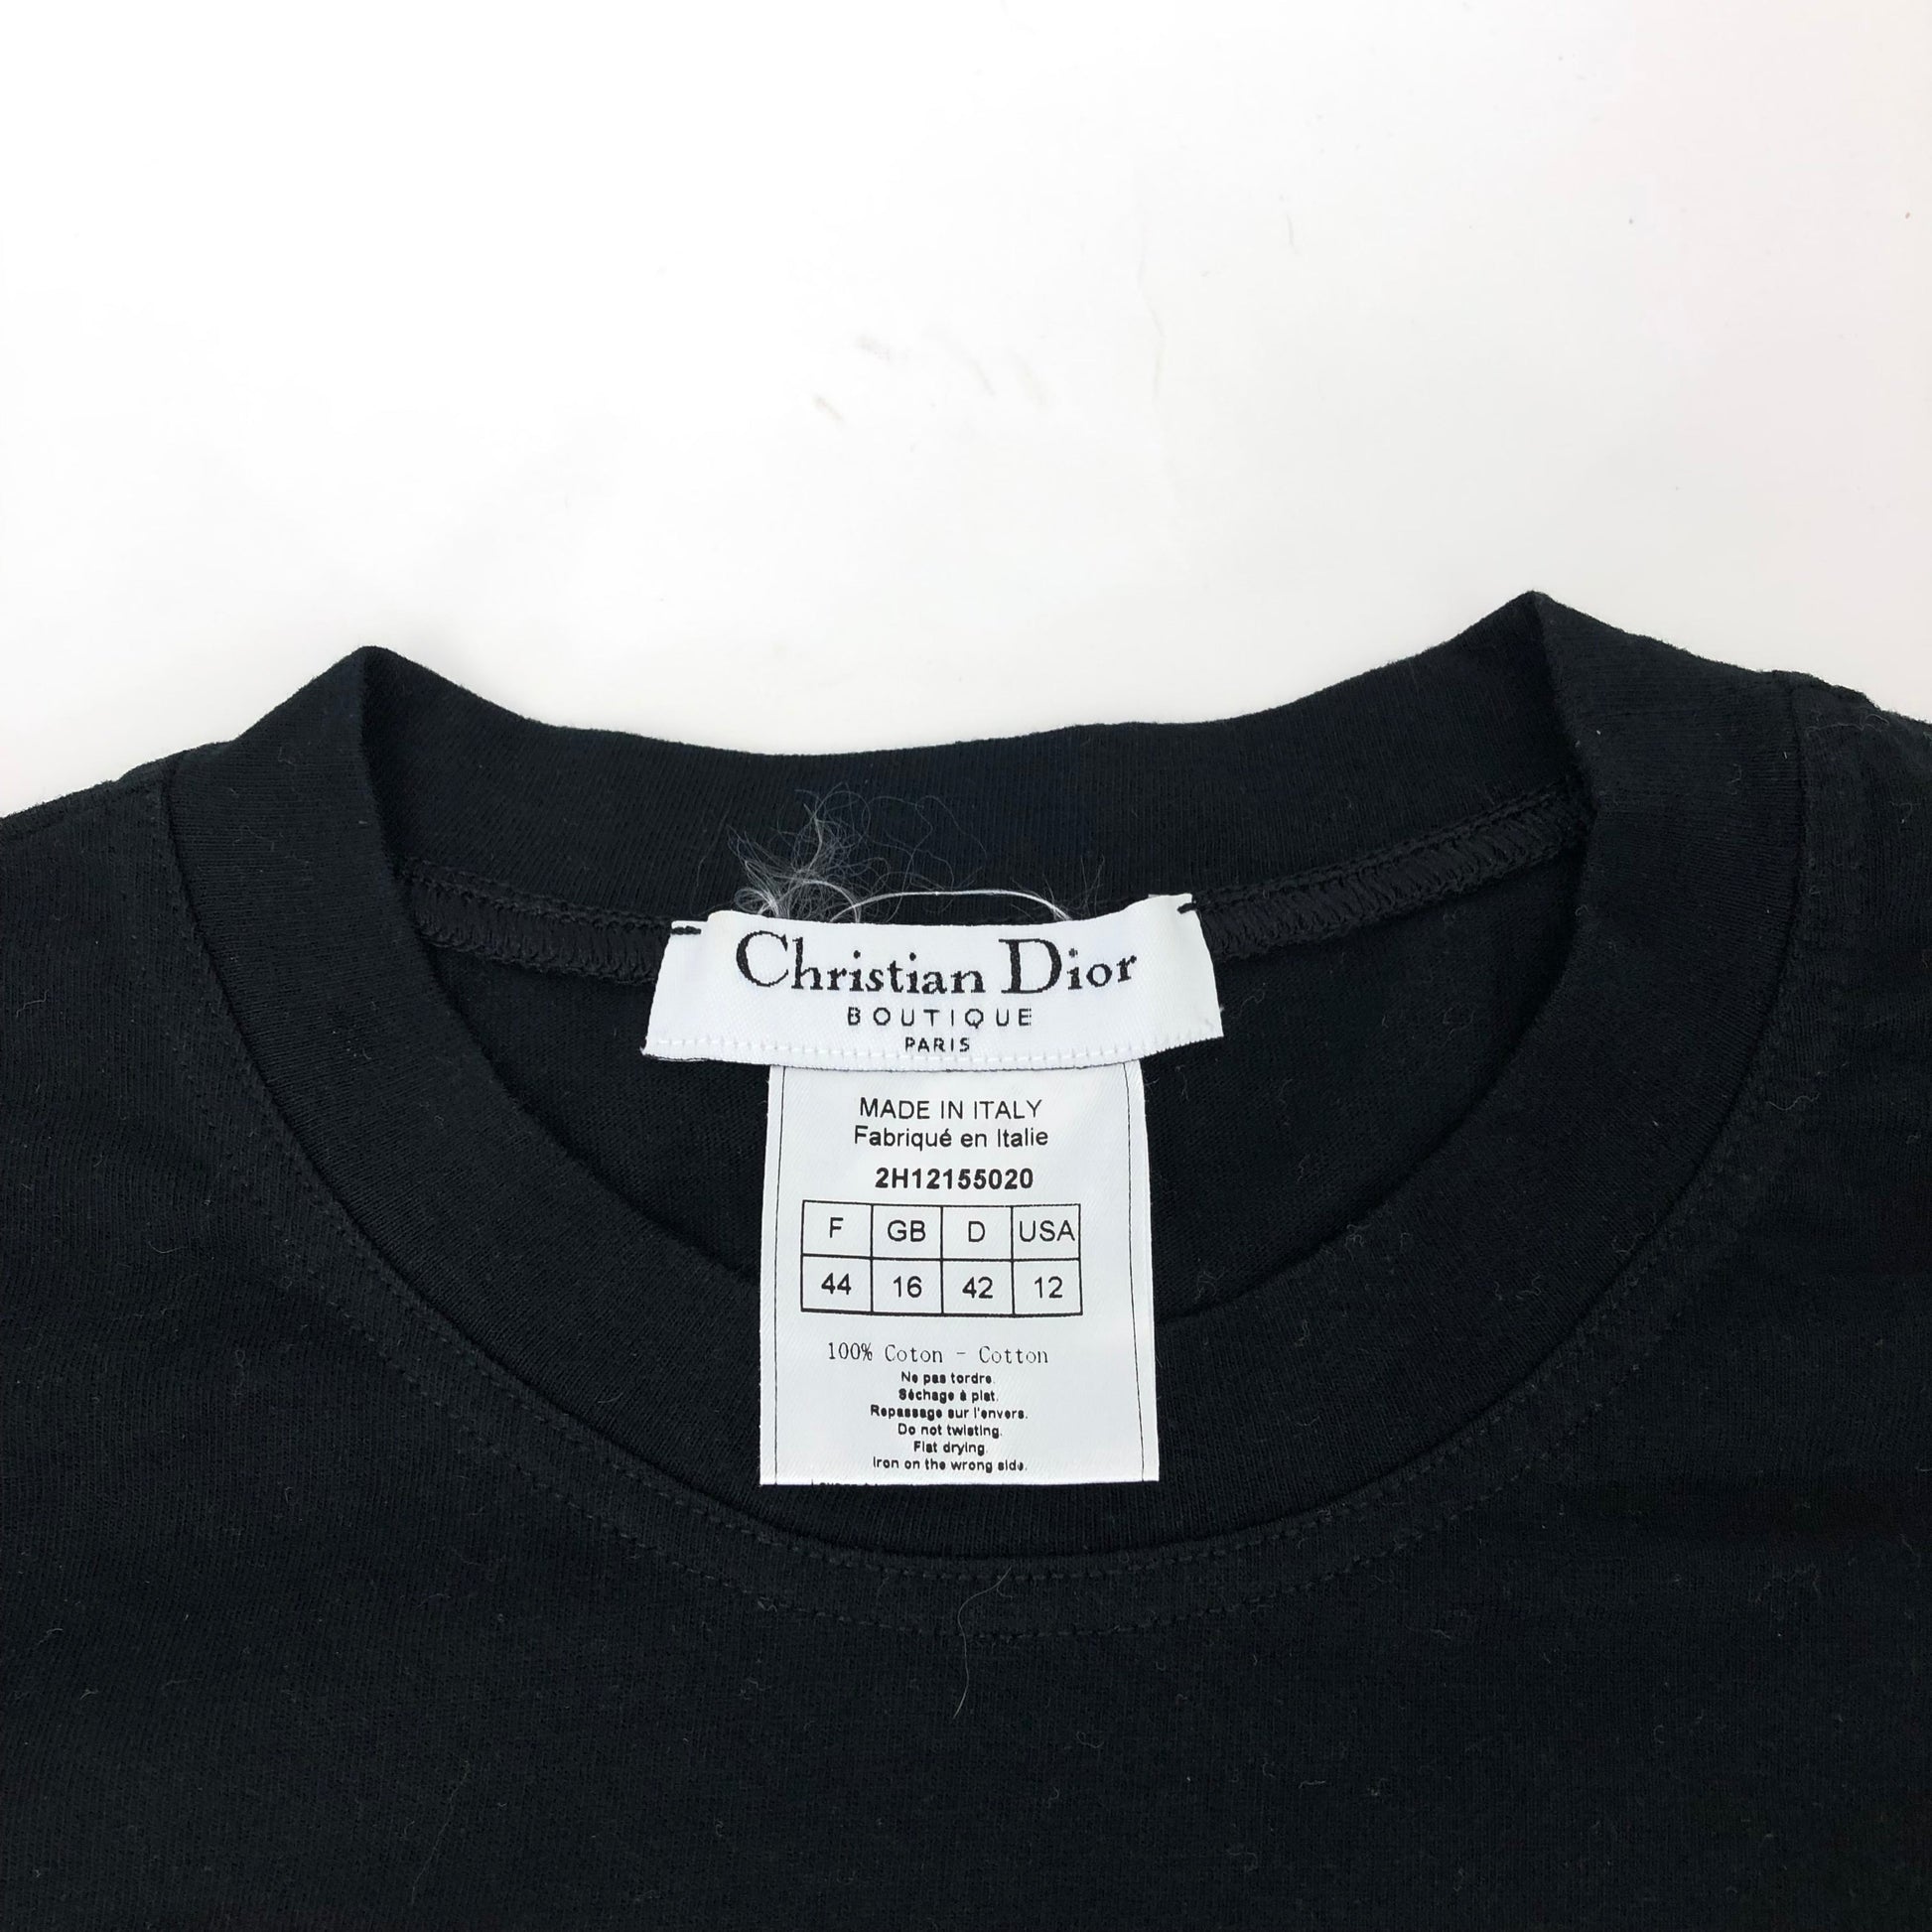 Christian Dior
BOUTIQUE
PARIS
MADE IN ITALY
Fabriqué en Italie
2H12155020
F GB D USA
44 16 42 12
100% Coton - Cotton
Ne pas tordre.
Séchage à plat.
Repassage sur l'envers.
Do not twisting.
Flat drying.
Iron on the wrong side.